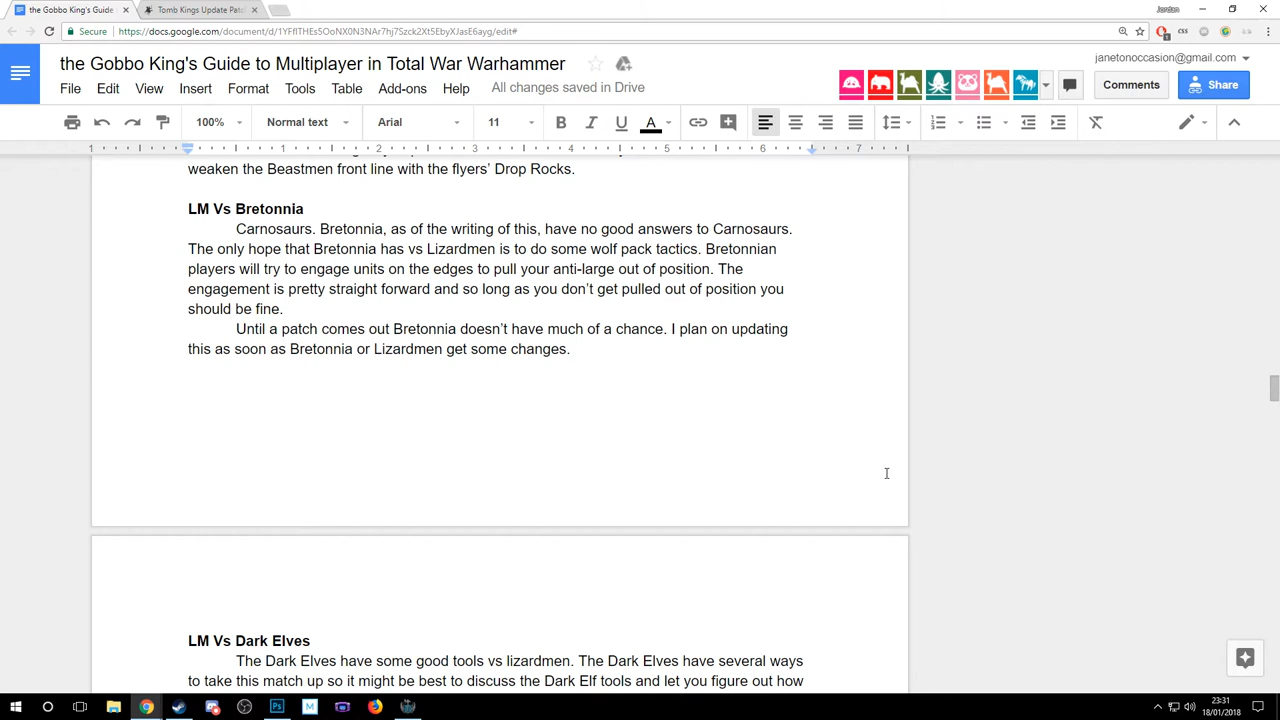 the Gobbo King's Guide
Tomb Kings Update Patc
Jordan
Secure
https://docs.google.com/document/d/1YFflTHEs5OoNX0N3NAr7hj7Szck2Xt5EbyXJasE6ayg/edit#
the Gobbo King's Guide to Multiplayer in Total War Warhammer
janetonoccasion@gmail.com
File Edit View Insert Format Tools Table Add-ons Help All changes saved in Drive
Comments
Share
100% Normal text Arial 11 B I U A
1 1 2 3 4 5 6 7
weaken the Beastmen front line with the flyers' Drop Rocks.
LM Vs Bretonnia
Carnosaurs. Bretonnia, as of the writing of this, have no good answers to Carnosaurs.
The only hope that Bretonnia has vs Lizardmen is to do some wolf pack tactics. Bretonnian
players will try to engage units on the edges to pull your anti-large out of position. The
engagement is pretty straight forward and so long as you don't get pulled out of position you
should be fine.
Until a patch comes out Bretonnia doesn't have much of a chance. I plan on updating
this as soon as Bretonnia or Lizardmen get some changes.
LM Vs Dark Elves
The Dark Elves have some good tools vs lizardmen. The Dark Elves have several ways
to take this match up so it might be best to discuss the Dark Elf tools and let you figure out how
23:31
18/01/2018